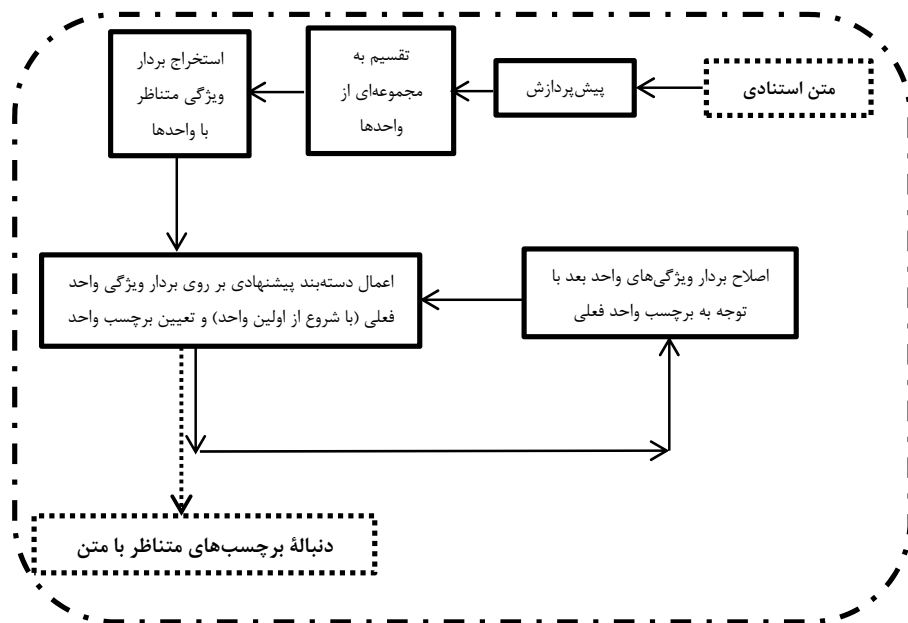 متن استنادی
پیش‌پردازش
تقسیم به
مجموعه‌ای از
واحدها
استخراج بردار
ویژگی متناظر
با واحدها
اعمال دسته‌بند پیشنهادی بر روی بردار ویژگی واحد
فعلی (با شروع از اولین واحد) و تعیین برچسب واحد
اصلاح بردار ویژگی‌های واحد بعد با
توجه به برچسب واحد فعلی
دنبالهٔ برچسب‌های متناظر با متن